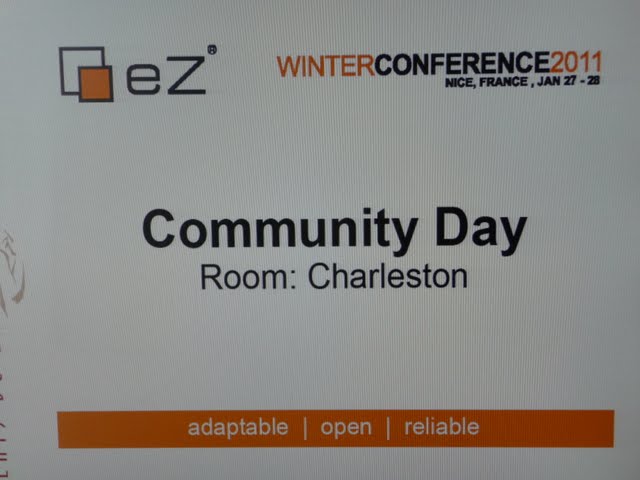 eZ®
WINTERCONFERENCE2011
NICE, FRANCE , JAN 27 - 28
Community Day
Room: Charleston
adaptable | open | reliable